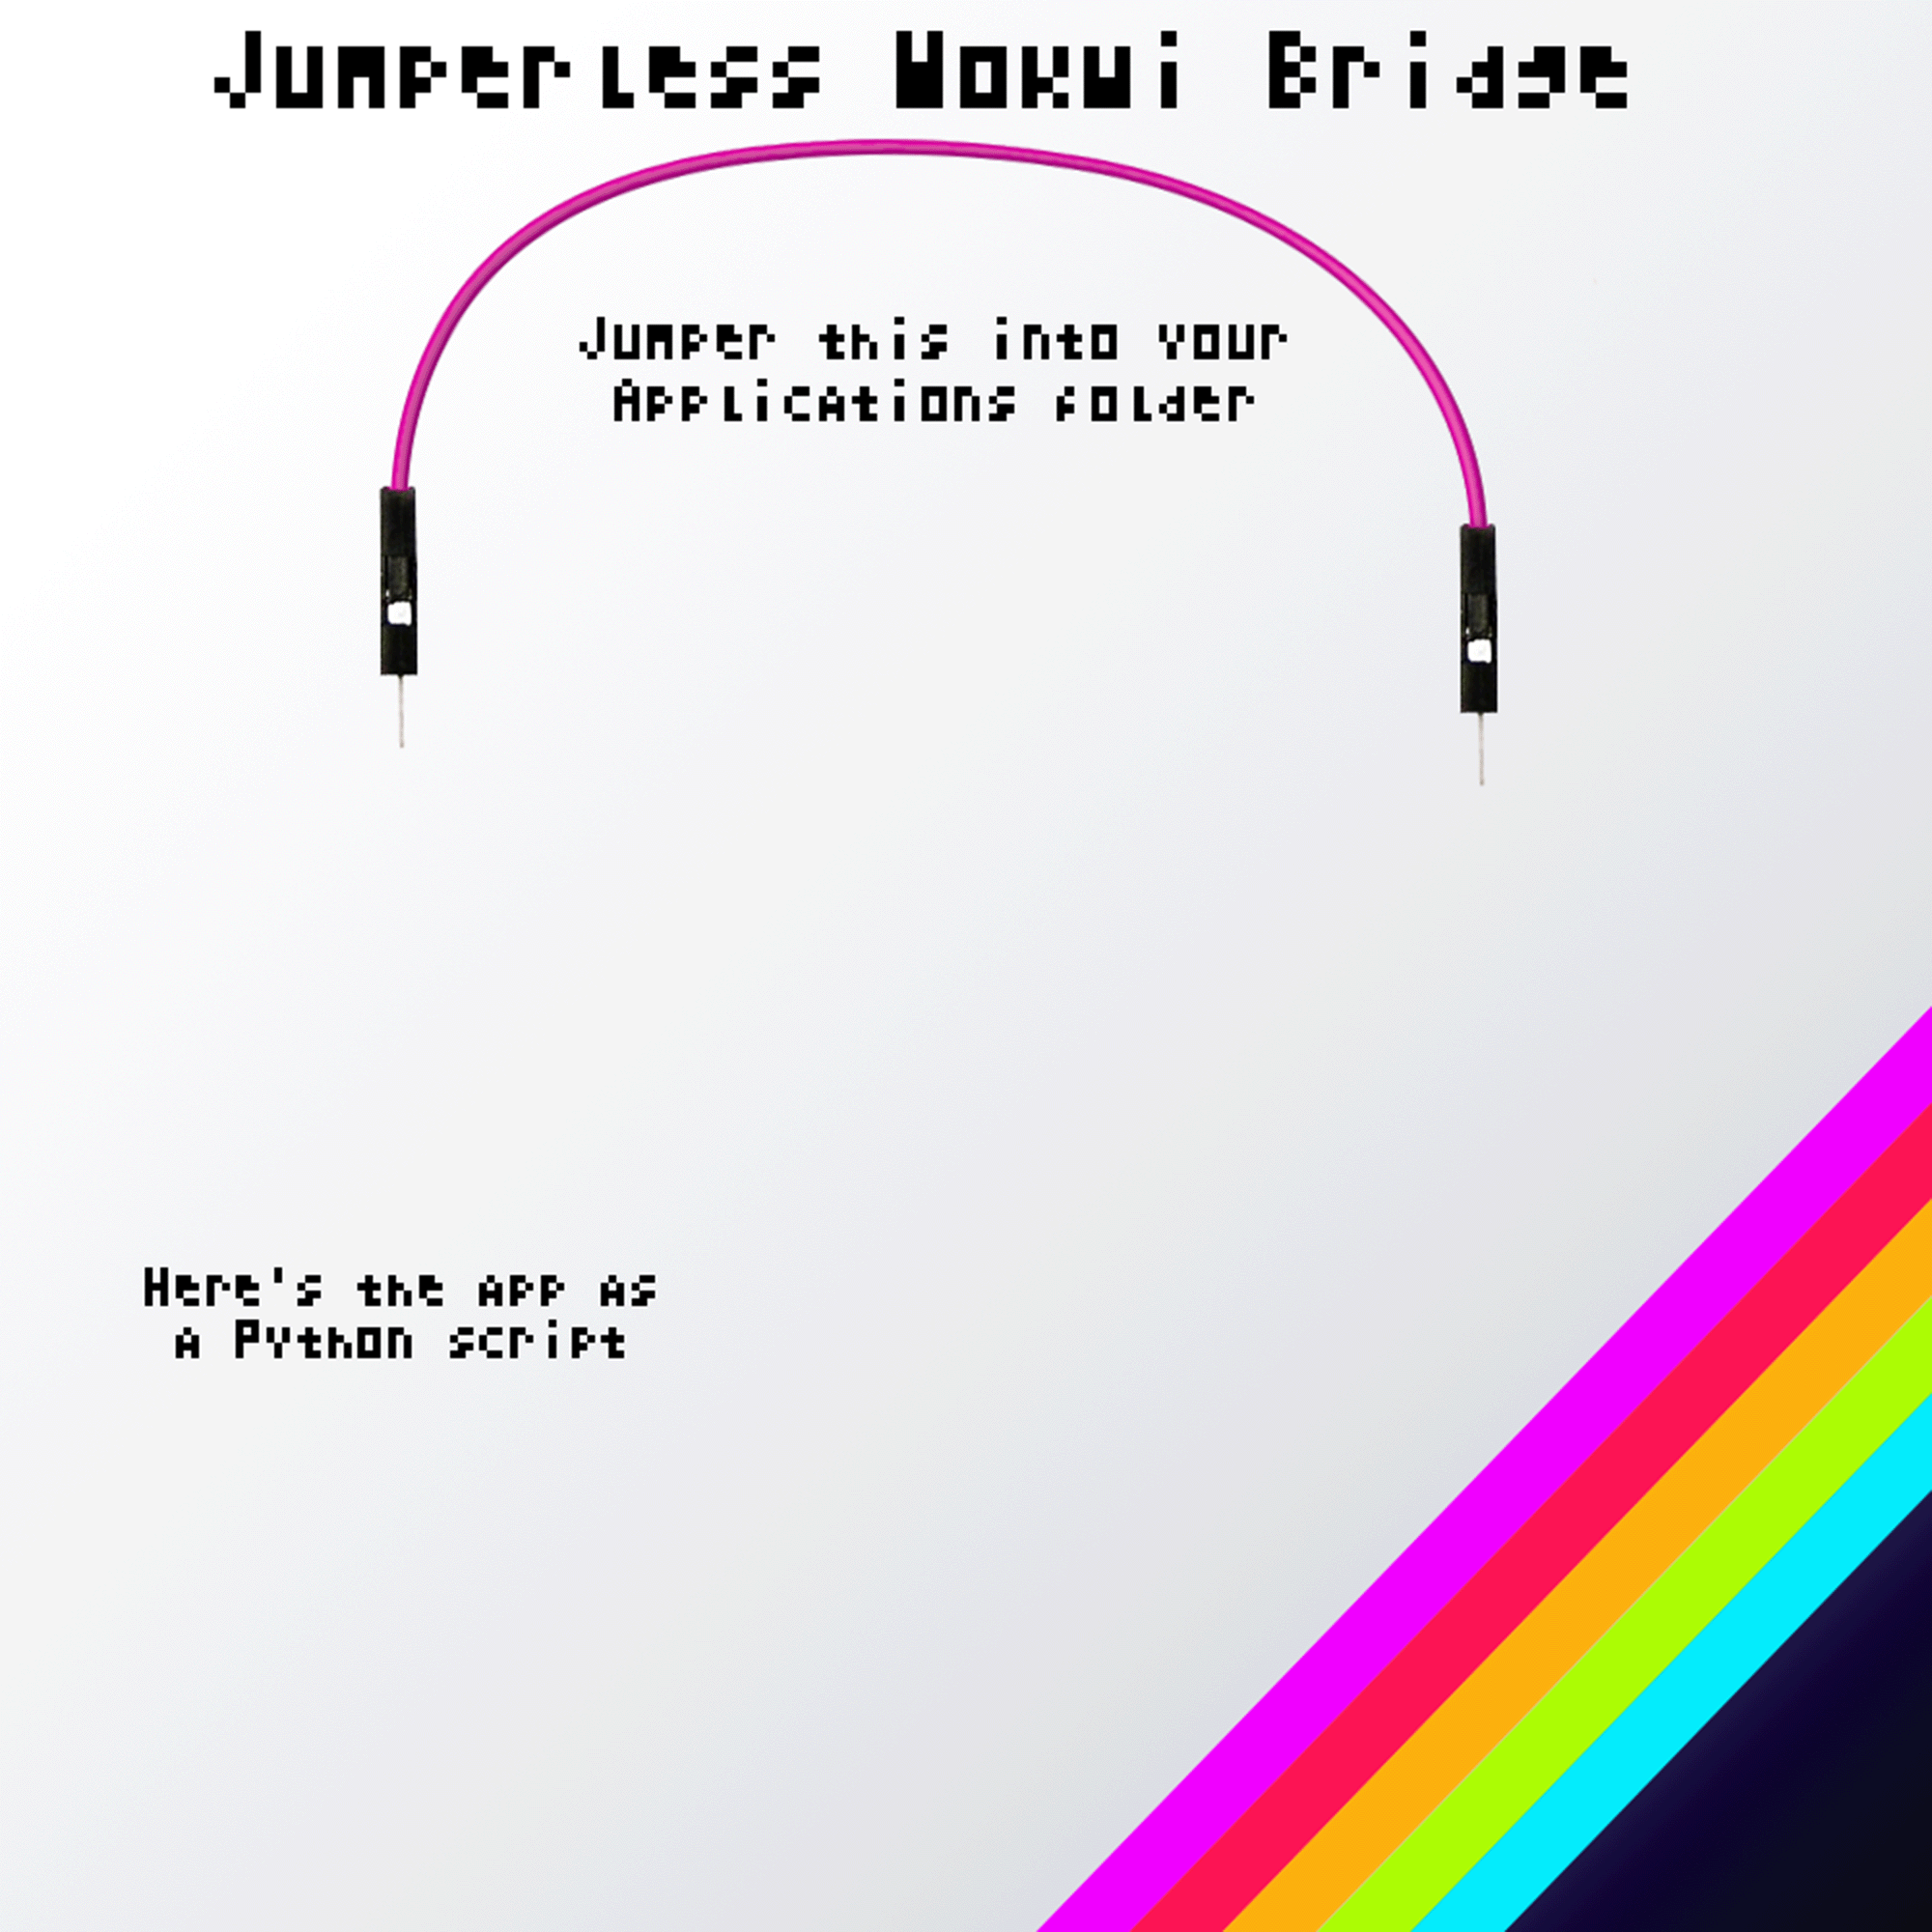 Jumperless Wokwi Bridge
Jumper this into your
Applications folder
Here's the app as
a Python script